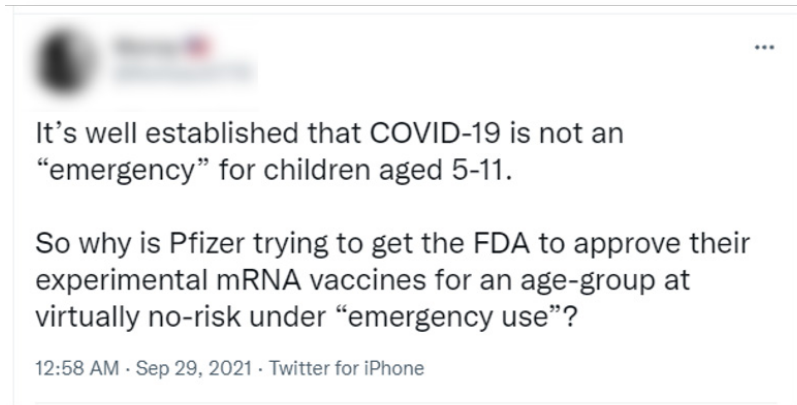 It’s well established that COVID-19 is not an
“emergency” for children aged 5-11.
So why is Pfizer trying to get the FDA to approve their
experimental mRNA vaccines for an age-group at
virtually no-risk under “emergency use”?
12:58 AM · Sep 29, 2021 · Twitter for iPhone